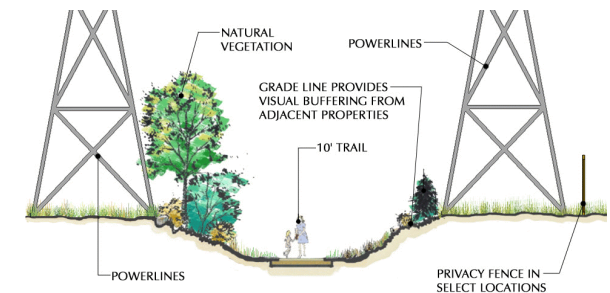 NATURAL
VEGETATION
POWERLINES
GRADE LINE PROVIDES
VISUAL BUFFERING FROM
ADJACENT PROPERTIES
10' TRAIL
POWERLINES
PRIVACY FENCE IN
SELECT LOCATIONS